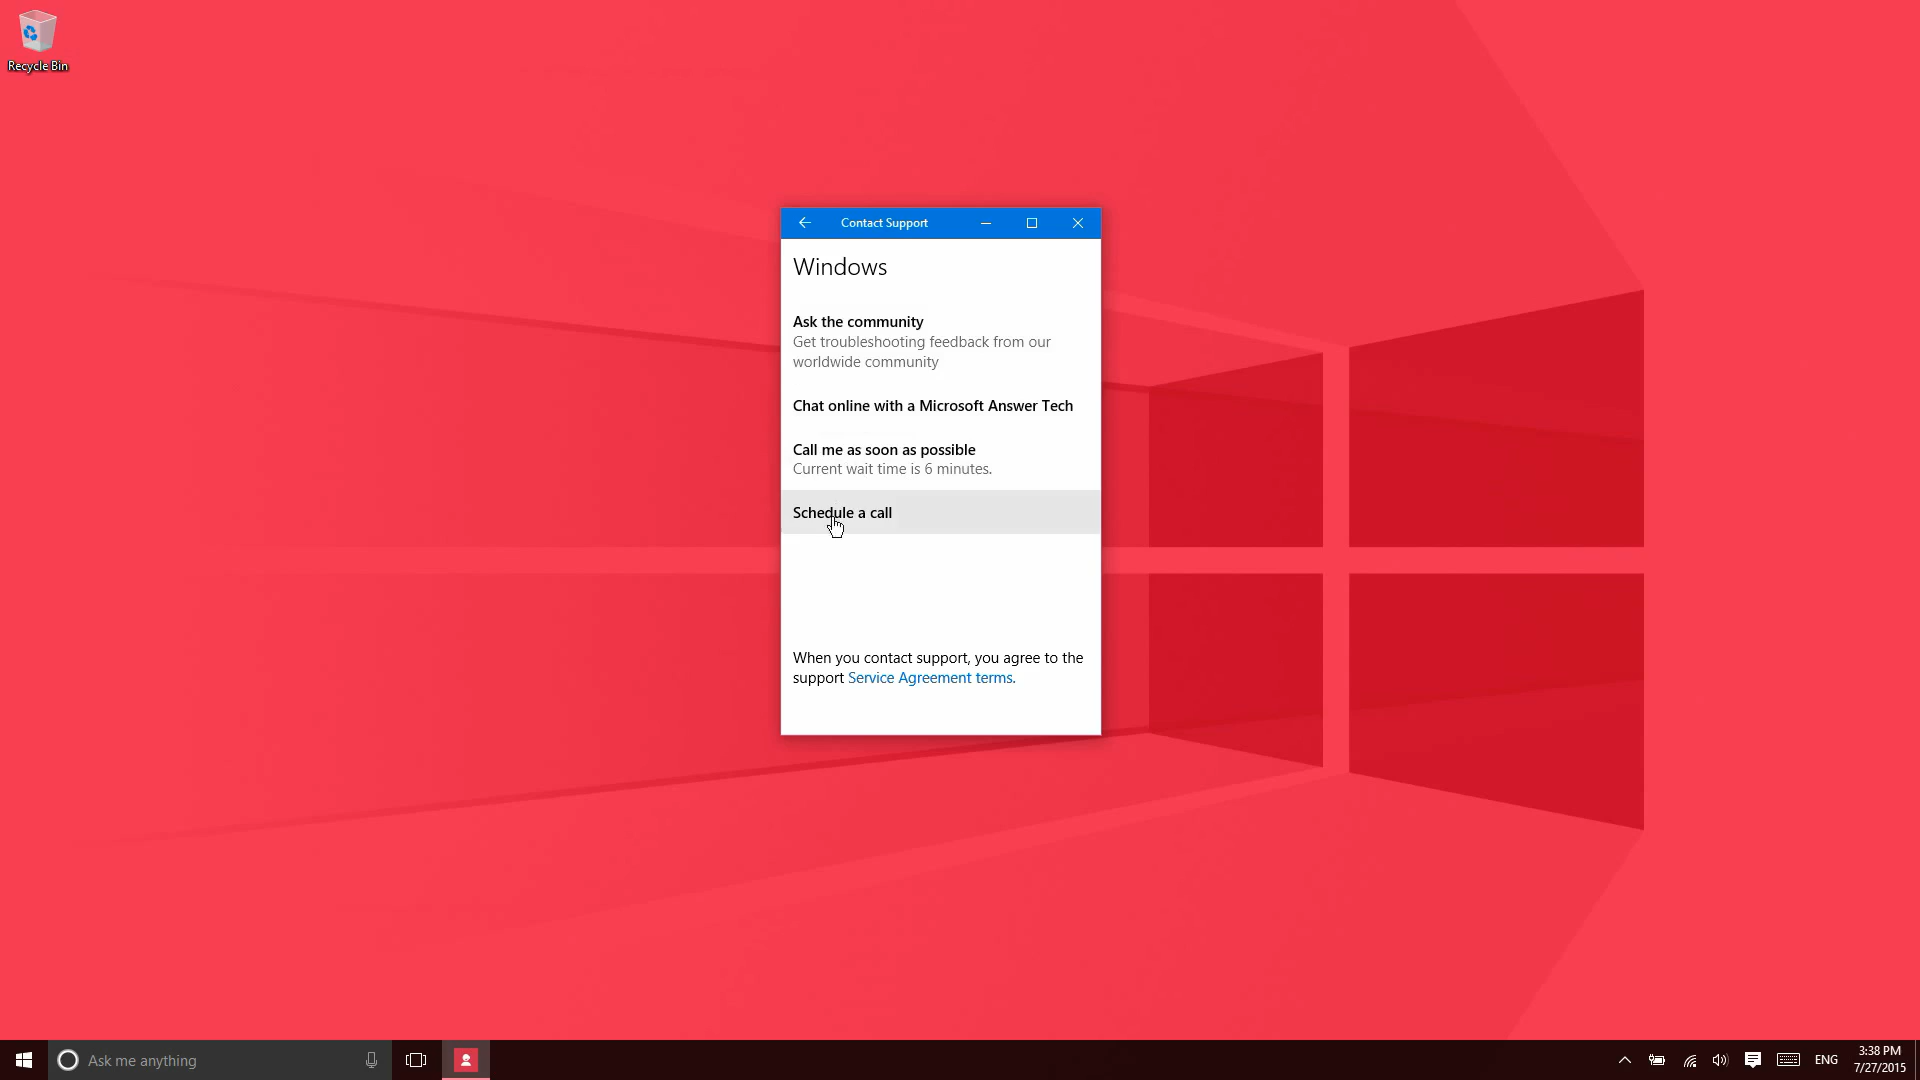 Recycle Bin
Contact Support
Windows
Ask the community
Get troubleshooting feedback from our
worldwide community
Chat online with a Microsoft Answer Tech
Call me as soon as possible
Current wait time is 6 minutes.
Schedule a call
When you contact support, you agree to the
support Service Agreement terms.
Ask me anything
ENG
3:38 PM
7/27/2015